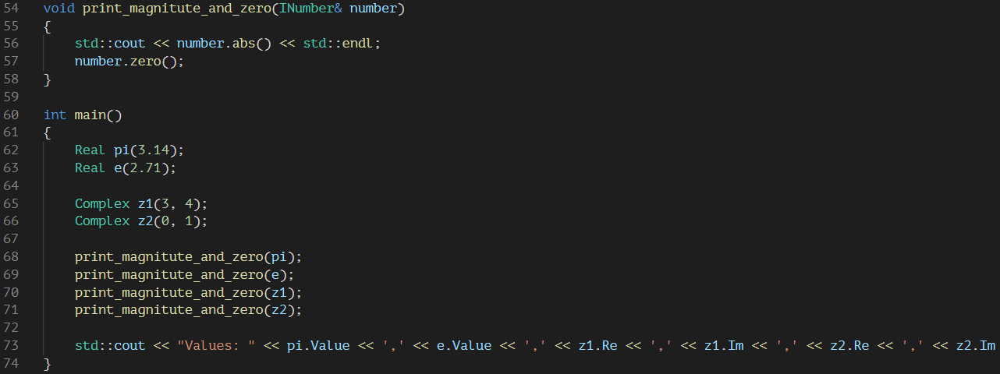 54 void print_magnitute_and_zero(INumber& number)
55 {
56     std::cout << number.abs() << std::endl;
57     number.zero();
58 }
59
60 int main()
61 {
62     Real pi(3.14);
63     Real e(2.71);
64
65     Complex z1(3, 4);
66     Complex z2(0, 1);
67
68     print_magnitute_and_zero(pi);
69     print_magnitute_and_zero(e);
70     print_magnitute_and_zero(z1);
71     print_magnitute_and_zero(z2);
72
73     std::cout << "Values: " << pi.Value << ',' << e.Value << ',' << z1.Re << ',' << z1.Im << ',' << z2.Re << ',' << z2.Im
74 }